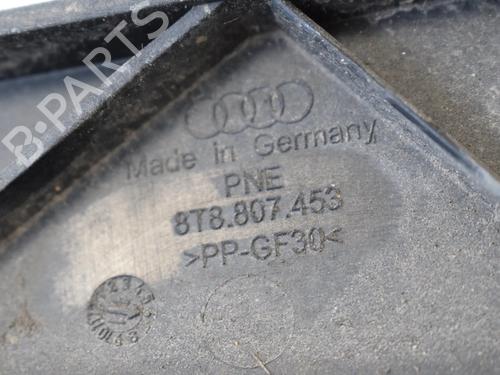 B-PARTS
Made in Germany
PNE
8T8.807.453
>PP-GF30<